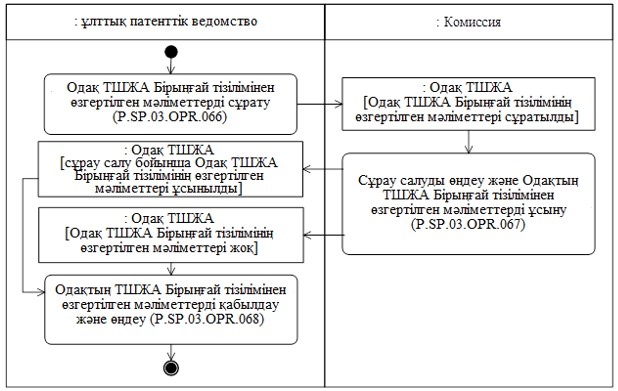 : ұлттық патенттік ведомство
: Комиссия
Одақ ТШЖА Бірыңғай тізілімінен
өзгертілген мәліметтерді сұрату
(P.SP.03.OPR.066)
: Одақ ТШЖА
[Одақ ТШЖА Бірыңғай тізілімінің
өзгертілген мәліметтері сұратылды]
: Одақ ТШЖА
[сұрау салу бойынша Одақ ТШЖА
Бірыңғай тізілімінің өзгертілген
мәліметтері ұсынылды]
Сұрау салуды өңдеу және Одақтың
ТШЖА Бірыңғай тізілімінен
өзгертілген мәліметтерді ұсыну
(P.SP.03.OPR.067)
: Одақ ТШЖА
[Одақ ТШЖА Бірыңғай тізілімінің
өзгертілген мәліметтері жоқ]
Одақтың ТШЖА Бірыңғай тізілімінен
өзгертілген мәліметтерді қабылдау
және өңдеу (P.SP.03.OPR.068)